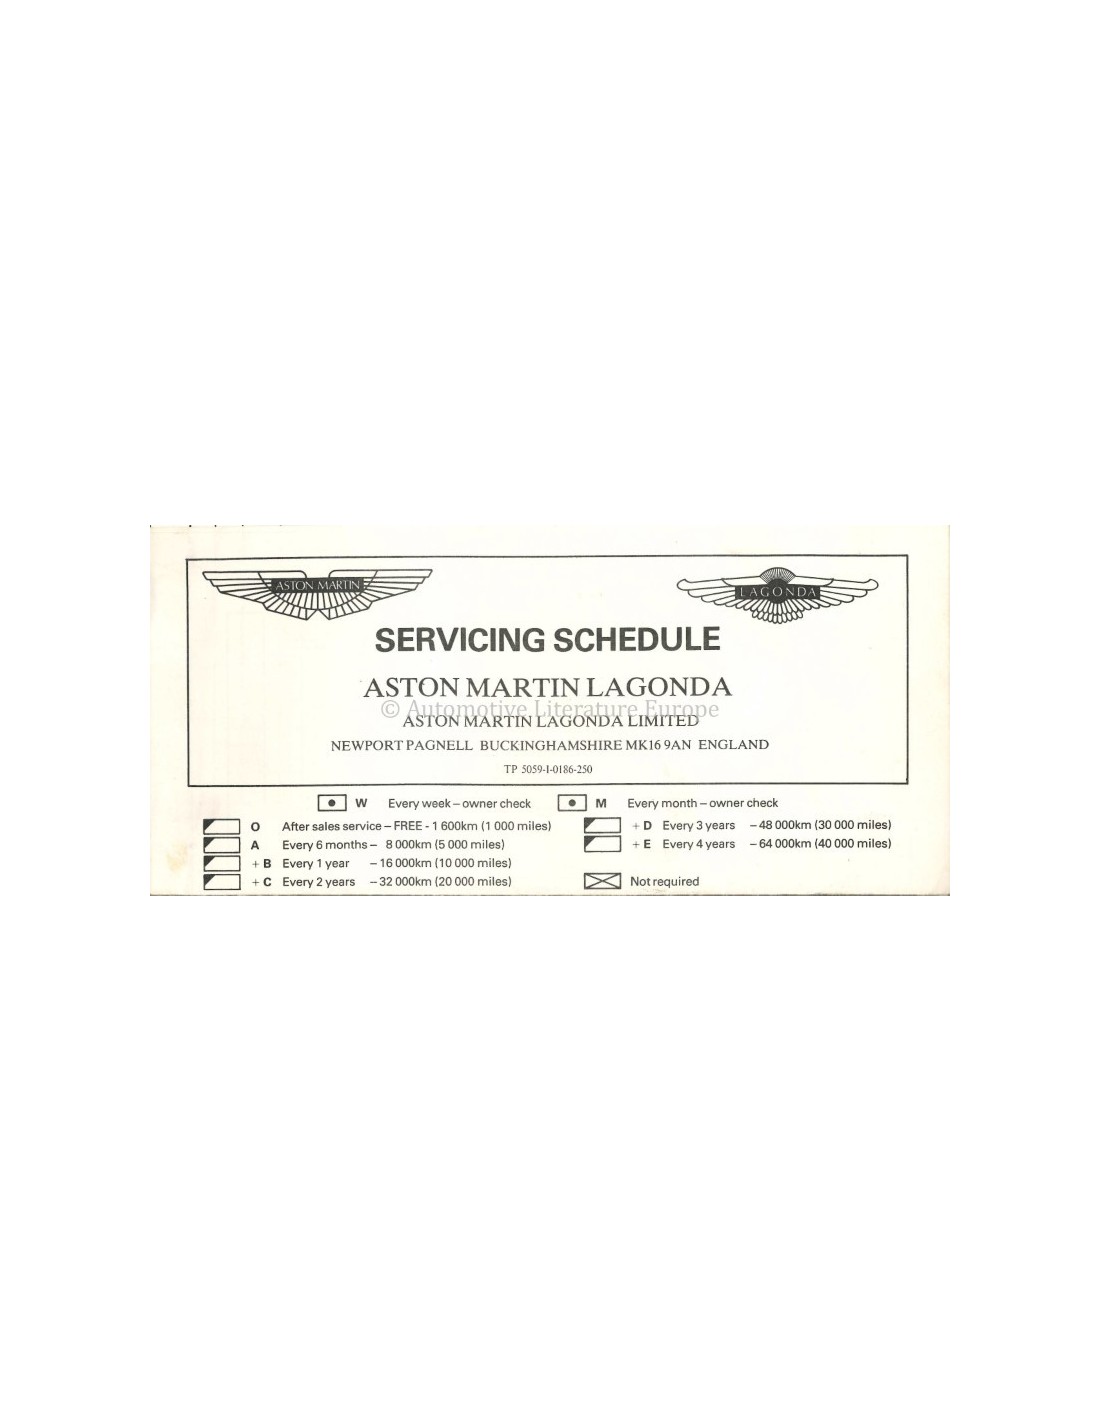 ASTON MARTIN
LAGONDA
SERVICING SCHEDULE
ASTON MARTIN LAGONDA
© Automotive Literature Europe
ASTON MARTIN LAGONDA LIMITED
NEWPORT PAGNELL BUCKINGHAMSHIRE MK16 9AN ENGLAND
TP 5059-1-0186-250
W Every week – owner check M Every month – owner check
O After sales service – FREE - 1 600km (1 000 miles) + D Every 3 years – 48 000km (30 000 miles)
A Every 6 months – 8 000km (5 000 miles) + E Every 4 years – 64 000km (40 000 miles)
+ B Every 1 year – 16 000km (10 000 miles)
+ C Every 2 years – 32 000km (20 000 miles) Not required